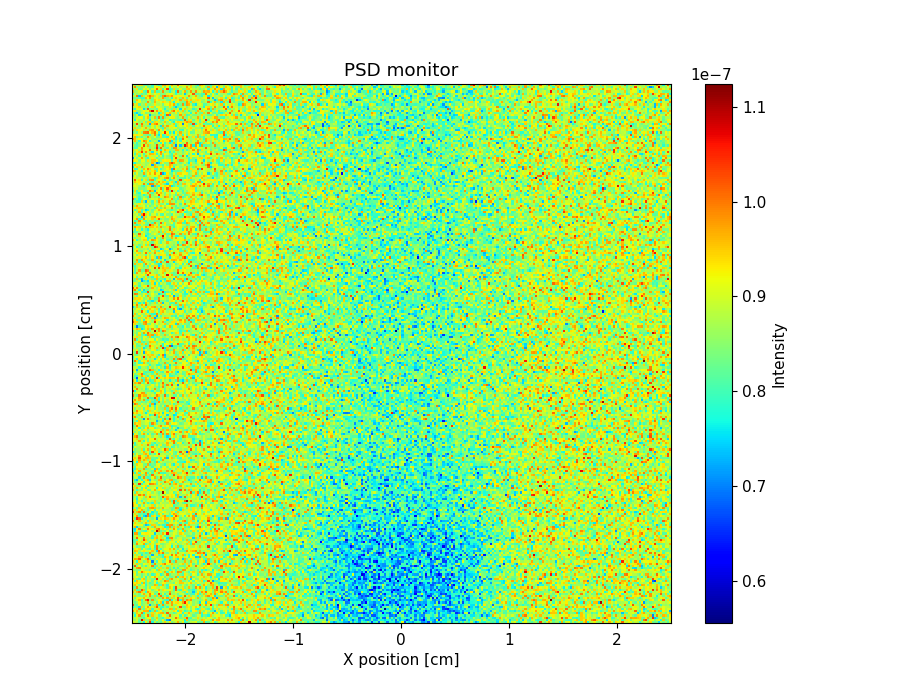 PSD monitor
1e−7
1.1
1.0
0.9
0.8
0.7
0.6
Intensity
2
1
0
−1
−2
Y position [cm]
−2 −1 0 1 2
X position [cm]